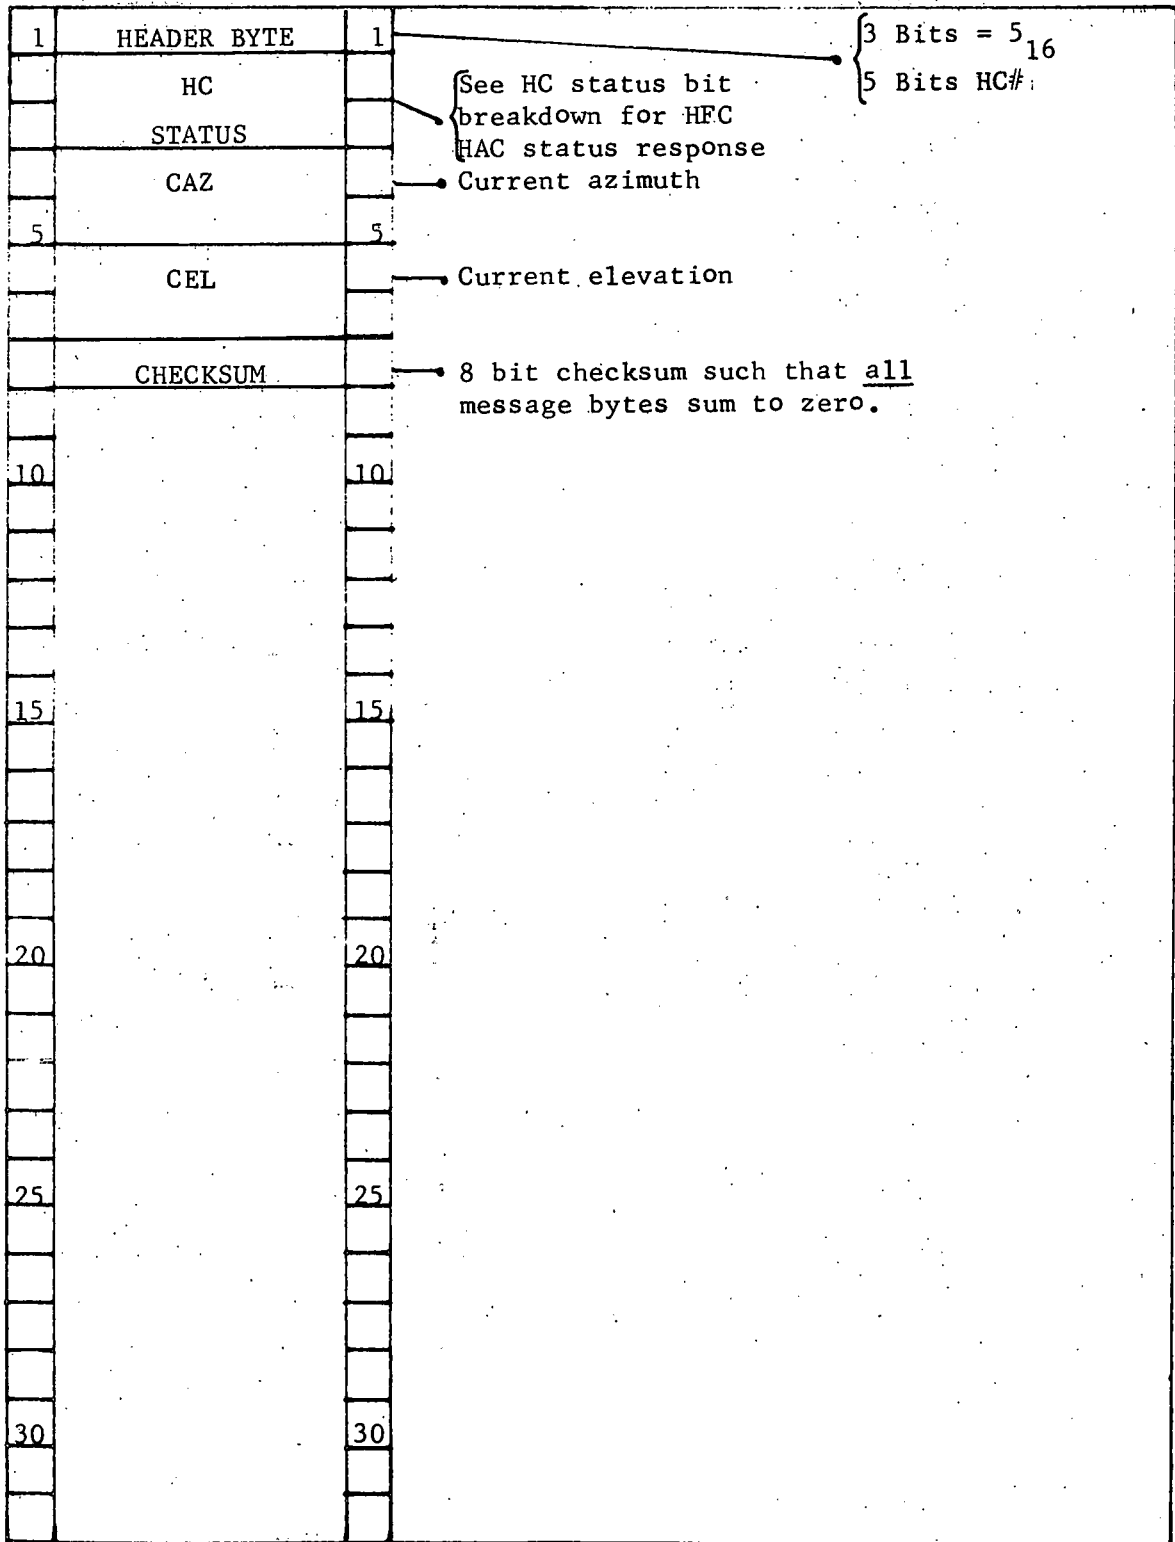 1 HEADER BYTE 1 3 Bits = 5₁₆
5 Bits HC#
HC
STATUS
See HC status bit
breakdown for HFC
HAC status response
CAZ Current azimuth
5 5
CEL Current elevation
CHECKSUM 8 bit checksum such that all
message bytes sum to zero.
10 10
15 15
20 20
25 25
30 30